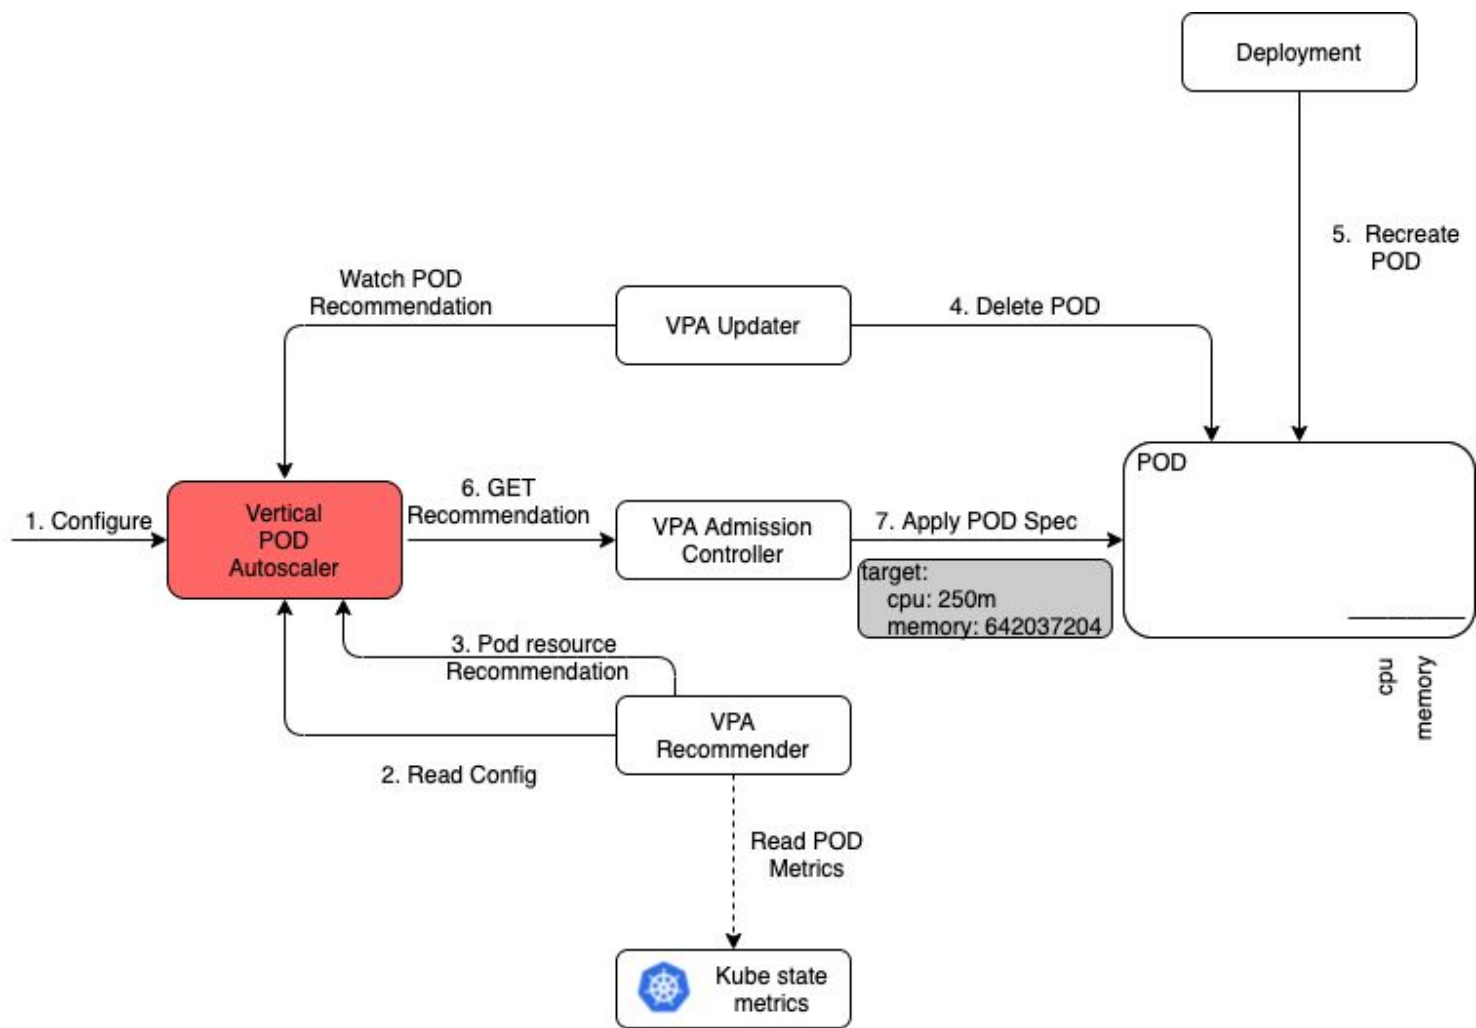 Deployment
5. Recreate
POD
Watch POD
Recommendation
VPA Updater
4. Delete POD
POD
1. Configure
Vertical
POD
Autoscaler
6. GET
Recommendation
VPA Admission
Controller
7. Apply POD Spec
target:
cpu: 250m
memory: 642037204
3. Pod resource
Recommendation
cpu
memory
VPA
Recommender
2. Read Config
Read POD
Metrics
Kube state
metrics